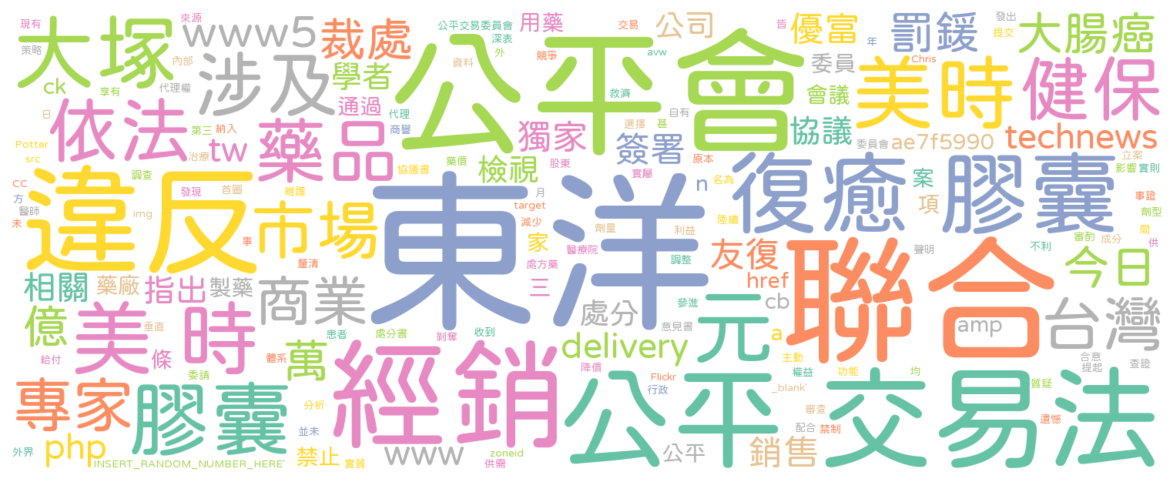 現有
來源
策略
內部
大塚
享有
代理權
ck
www5
涉及
裁處
學者
公平會
公平交易委員會
深表
外
資料
用藥
競爭
交易
avw
公司
救濟
優富
委員
罰鍰
皆
年
Chris
發出
提交
大腸癌
會議
美時
健保
日
第三
納入
依法
tw
通過
代理
商譽
獨家
選擇
甚
自有
簽署
協議
委員會
ae7f5990
technews
Potter
src
治療
藥品
協議書
藥價
檢視
股東
實屬
原本
立案
影響
實則
cc
方
醫師
未
調查
發現
首圖
維護
違反
img
事
市場
釐清
東洋
月
target
減少
劑量
利益
家
醫療院
處方藥
調整
n
名為
陸續
復癒
膠囊
案
項
事證
劑型
間
供
審酌
成分
聲明
不利
友復
href
聯合
今日
相關
藥廠
指出
製藥
商業
三
處分
參進
cb
元
a
amp
台灣
億
美時
垂直
條
給付
體系
委請
萬
患者
處分書
剝奪
收到
經銷
意見書
delivery
降價
主動
權益
功能
均
合意
提起
查證
專家
膠囊
分析
並未
Flickr
行政
_blank
公平交易法
質疑
審查
配合
禁制
遺憾
外界
php
INSERT_RANDOM_NUMBER_HERE
禁止
實質
www
zoneid
供需
公平
銷售